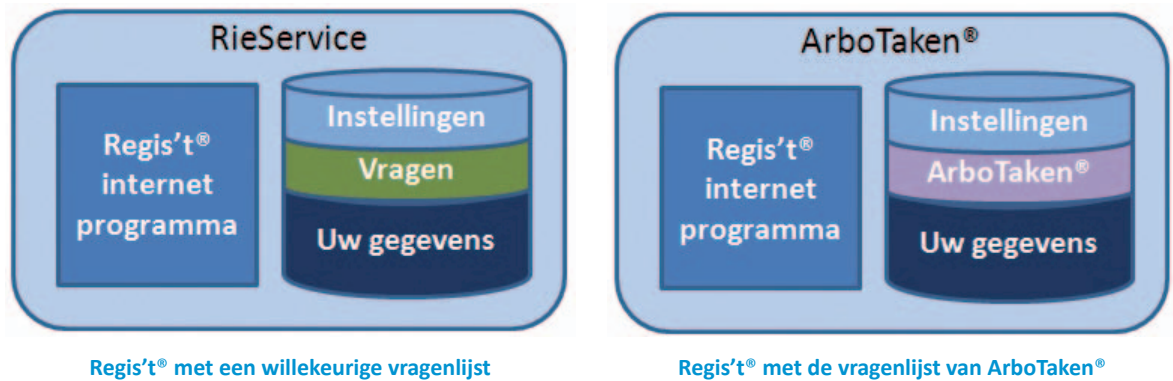 RieService
Regis't®
internet
programma
Instellingen
Vragen
Uw gegevens
Regis't® met een willekeurige vragenlijst
ArboTaken®
Regis't®
internet
programma
Instellingen
ArboTaken®
Uw gegevens
Regis't® met de vragenlijst van ArboTaken®